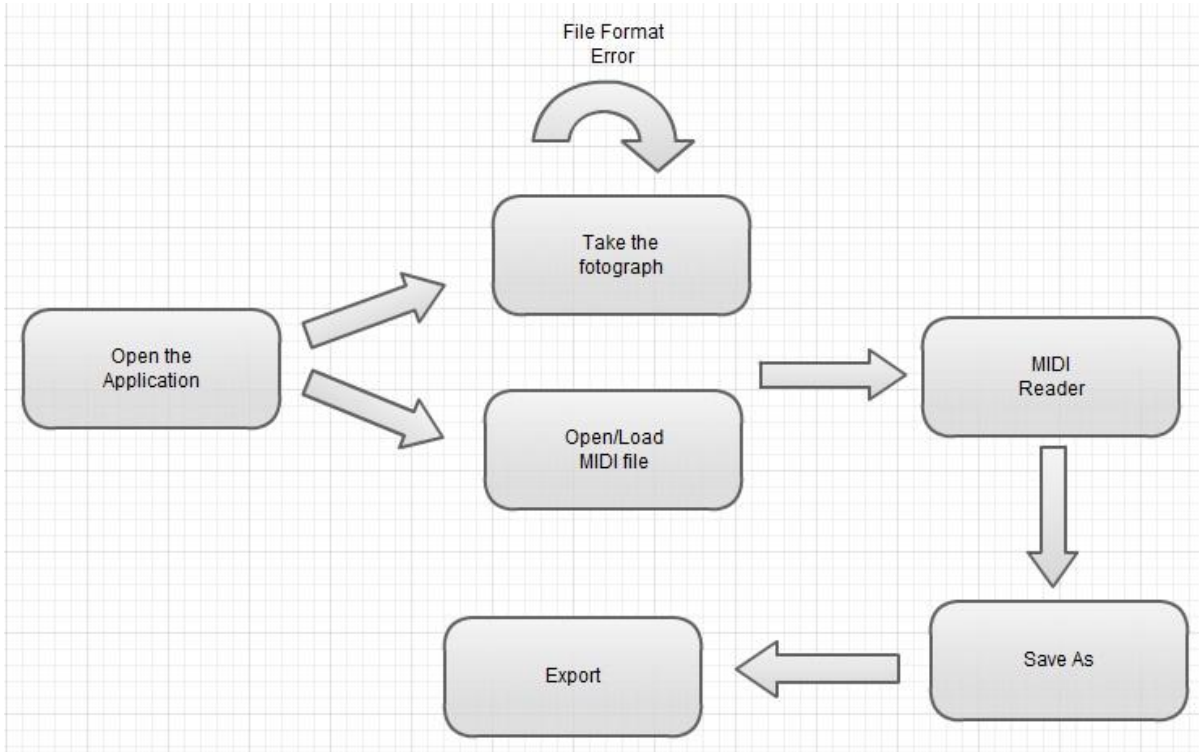 File Format
Error
Take the
fotograph
Open the
Application
MIDI
Reader
Open/Load
MIDI file
Save As
Export